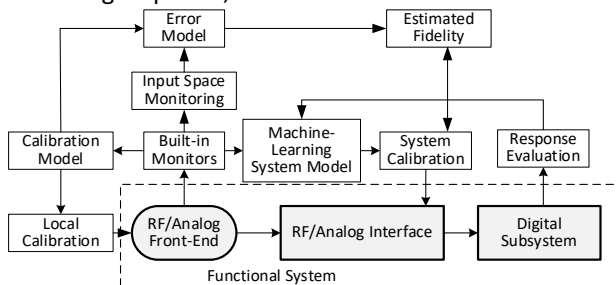 Error
Model
Estimated
Fidelity
Input Space
Monitoring
Calibration
Model
Built-in
Monitors
Machine-
Learning
System Model
System
Calibration
Response
Evaluation
Local
Calibration
RF/Analog
Front-End
RF/Analog Interface
Digital
Subsystem
Functional System